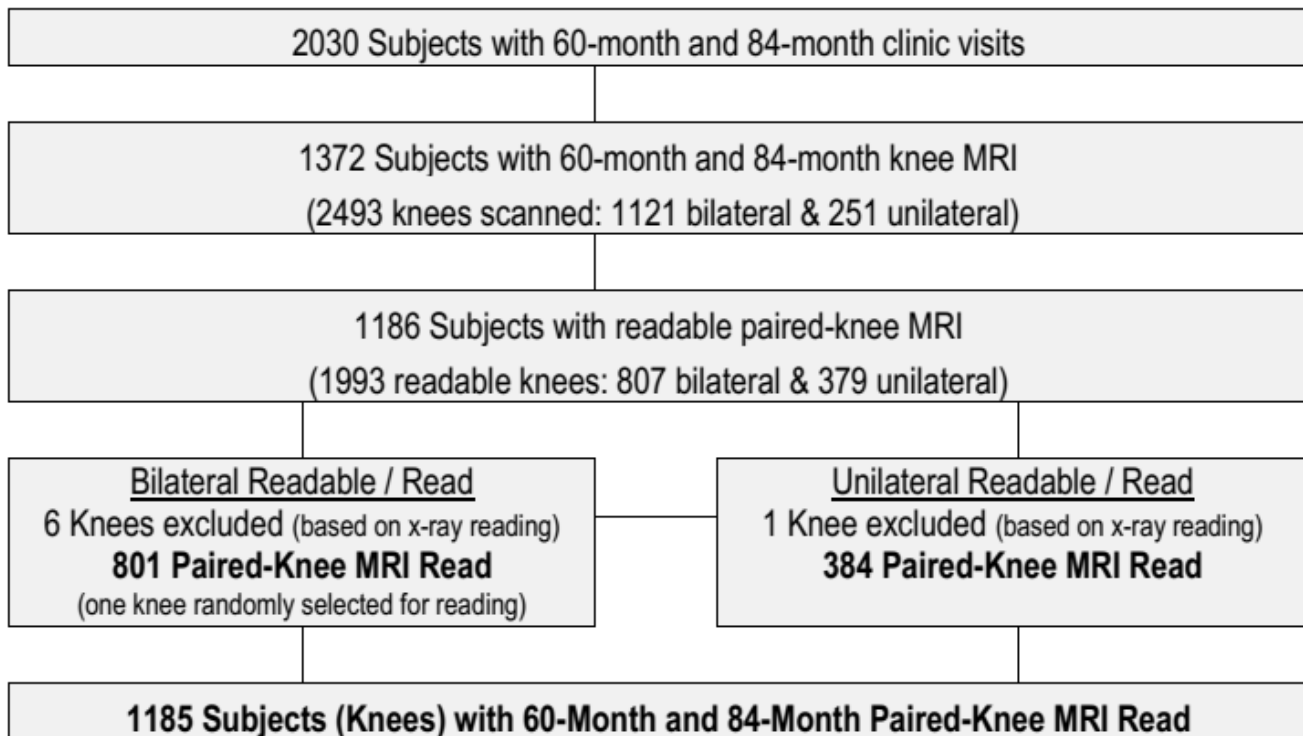 2030 Subjects with 60-month and 84-month clinic visits
1372 Subjects with 60-month and 84-month knee MRI
(2493 knees scanned: 1121 bilateral & 251 unilateral)
1186 Subjects with readable paired-knee MRI
(1993 readable knees: 807 bilateral & 379 unilateral)
Bilateral Readable / Read
6 Knees excluded (based on x-ray reading)
801 Paired-Knee MRI Read
(one knee randomly selected for reading)
Unilateral Readable / Read
1 Knee excluded (based on x-ray reading)
384 Paired-Knee MRI Read
1185 Subjects (Knees) with 60-Month and 84-Month Paired-Knee MRI Read